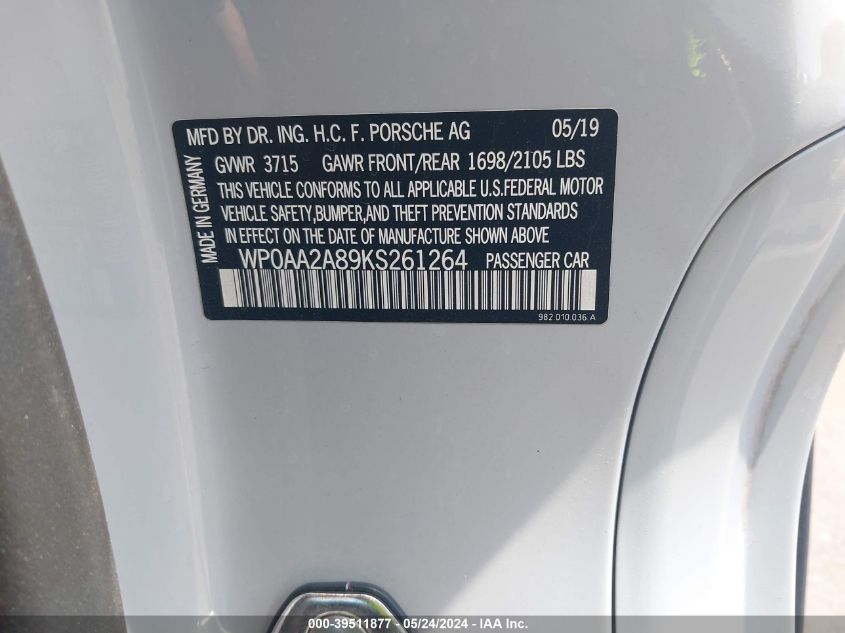 MFD BY DR. ING. H.C. F. PORSCHE AG 05/19
GVWR 3715 GAWR FRONT/REAR 1698/2105 LBS
THIS VEHICLE CONFORMS TO ALL APPLICABLE U.S.FEDERAL MOTOR
VEHICLE SAFETY,BUMPER,AND THEFT PREVENTION STANDARDS
IN EFFECT ON THE DATE OF MANUFACTURE SHOWN ABOVE
WP0AA2A89KS261264 PASSENGER CAR
982.010.036 A
MADE IN GERMANY
000-39511877 - 05/24/2024 - IAA Inc.